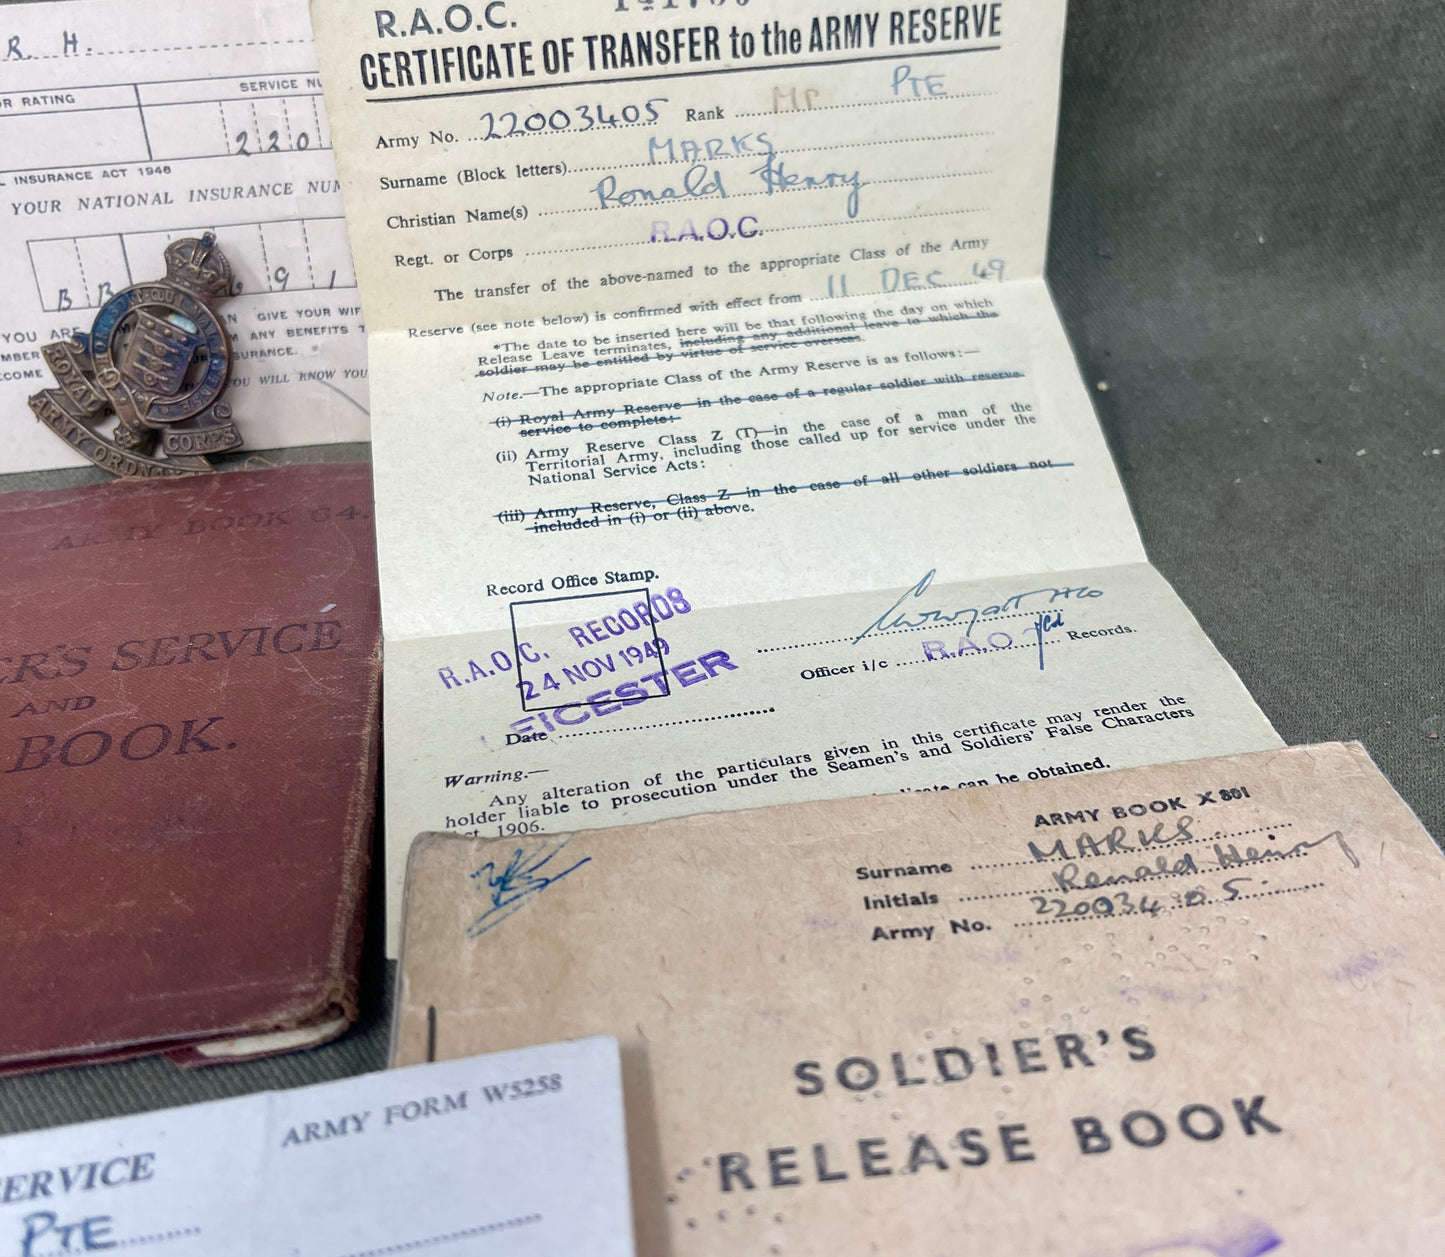 R H.
OR RATING
SERVICE NU
2 2 0
L INSURANCE ACT 1946
YOUR NATIONAL INSURANCE NUM
B B 9 1
YOU ARE
N GIVE YOUR WIF
MBER
M ANY BENEFITS T
COME
SURANCE.
OU WILL KNOW YOU
ROYAL
ARMY ORDNA
CORPS
R.A.O.C.
CERTIFICATE OF TRANSFER to the ARMY RESERVE
Army No. 22003405 Rank PTE
Surname (Block letters) MARKS
Christian Name(s) Ronald Henry
Regt. or Corps R.A.O.C.
The transfer of the above-named to the appropriate Class of the Army
Reserve (see note below) is confirmed with effect from 11 DEC 49
*The date to be inserted here will be that following the day on which
Release Leave terminates, including any additional leave to which the
soldier may be entitled by virtue of service overseas.
Note.—The appropriate Class of the Army Reserve is as follows:—
(i) Royal Army Reserve—in the case of a regular soldier with reserve
service to complete:
(ii) Army Reserve Class Z (T)—in the case of a man of the
Territorial Army, including those called up for service under the
National Service Acts:
(iii) Army Reserve, Class Z—in the case of all other soldiers not
included in (i) or (ii) above.
Record Office Stamp.
R.A.O.C. RECORDS
24 NOV 1949
LEICESTER
Date
Officer i/c R.A.O. Records.
Warning.—
Any alteration of the particulars given in this certificate may render the
holder liable to prosecution under the Seamen's and Soldiers' False Characters
Act, 1906.
can be obtained.
ARMY BOOK 64.
ER'S SERVICE
AND
BOOK.
ARMY BOOK X 801
Surname MARKS
Initials Ronald Henry
Army No. 22003405
SOLDIER'S
RELEASE BOOK
ARMY FORM W5258
ERVICE
PTE